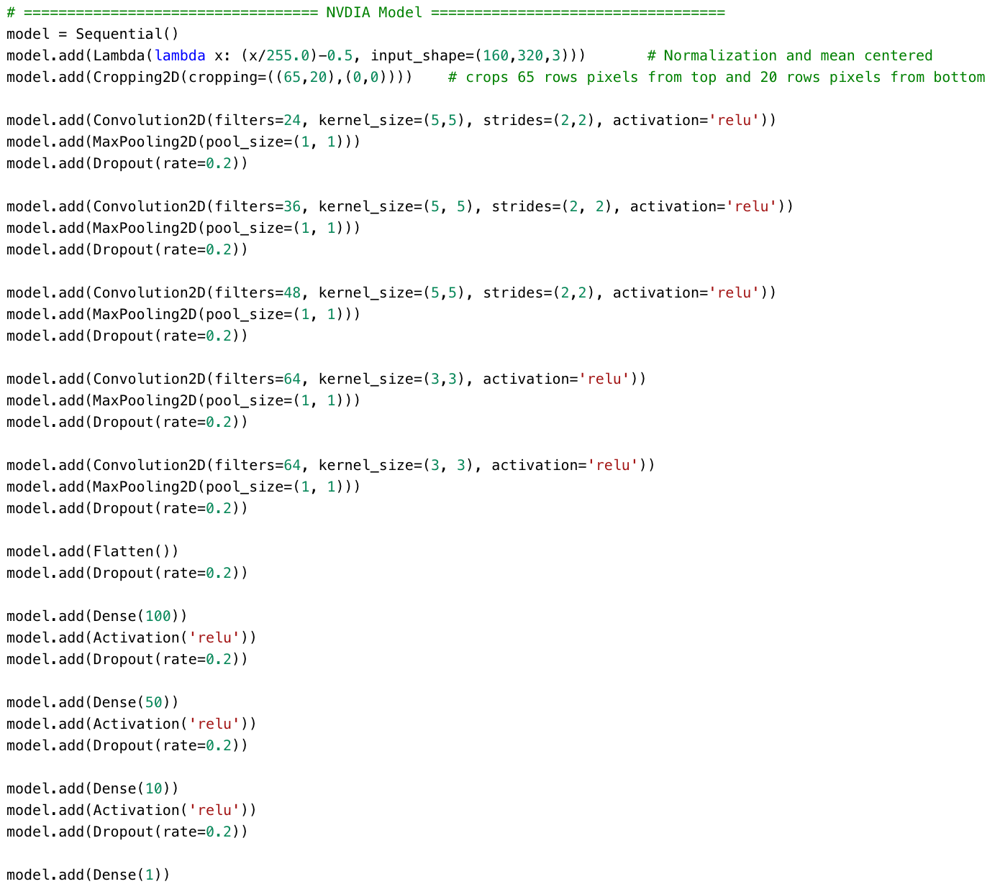 # ================================== NVDIA Model ==================================
model = Sequential()
model.add(Lambda(lambda x: (x/255.0)-0.5, input_shape=(160,320,3)))       # Normalization and mean centered
model.add(Cropping2D(cropping=((65,20),(0,0))))    # crops 65 rows pixels from top and 20 rows pixels from bottom

model.add(Convolution2D(filters=24, kernel_size=(5,5), strides=(2,2), activation='relu'))
model.add(MaxPooling2D(pool_size=(1, 1)))
model.add(Dropout(rate=0.2))

model.add(Convolution2D(filters=36, kernel_size=(5, 5), strides=(2, 2), activation='relu'))
model.add(MaxPooling2D(pool_size=(1, 1)))
model.add(Dropout(rate=0.2))

model.add(Convolution2D(filters=48, kernel_size=(5,5), strides=(2,2), activation='relu'))
model.add(MaxPooling2D(pool_size=(1, 1)))
model.add(Dropout(rate=0.2))

model.add(Convolution2D(filters=64, kernel_size=(3,3), activation='relu'))
model.add(MaxPooling2D(pool_size=(1, 1)))
model.add(Dropout(rate=0.2))

model.add(Convolution2D(filters=64, kernel_size=(3, 3), activation='relu'))
model.add(MaxPooling2D(pool_size=(1, 1)))
model.add(Dropout(rate=0.2))

model.add(Flatten())
model.add(Dropout(rate=0.2))

model.add(Dense(100))
model.add(Activation('relu'))
model.add(Dropout(rate=0.2))

model.add(Dense(50))
model.add(Activation('relu'))
model.add(Dropout(rate=0.2))

model.add(Dense(10))
model.add(Activation('relu'))
model.add(Dropout(rate=0.2))

model.add(Dense(1))